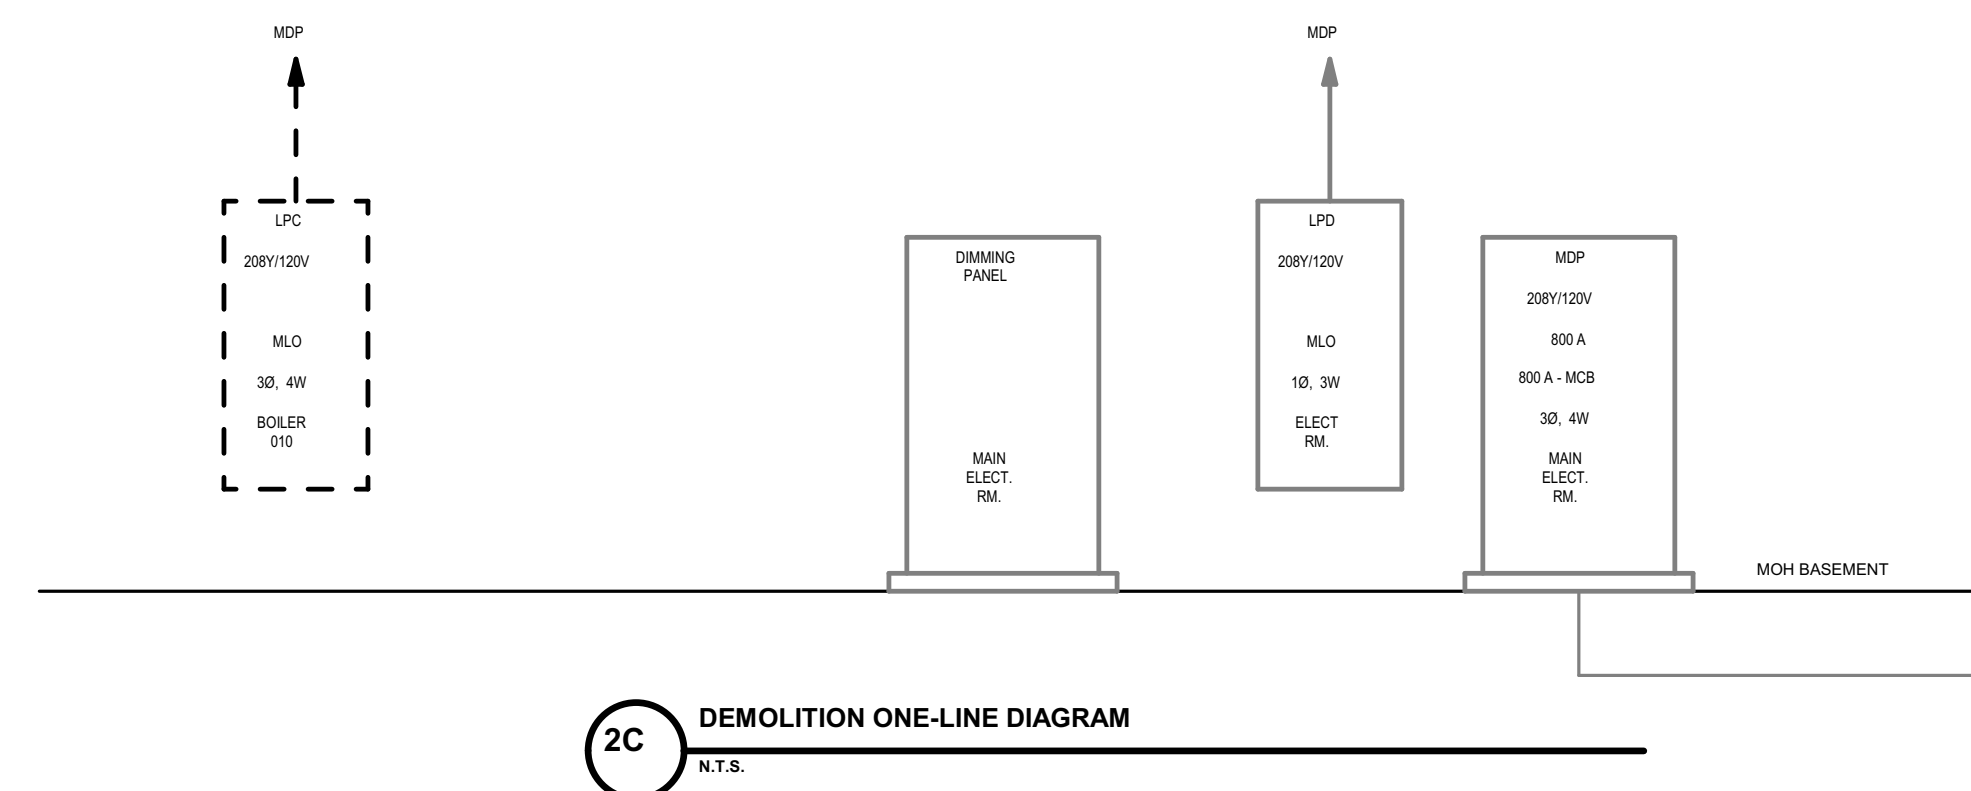 MDP
LPC
208Y/120V
MLO
3Ø, 4W
BOILER
010
DIMMING
PANEL
MAIN
ELECT.
RM.
MDP
LPD
208Y/120V
MLO
1Ø, 3W
ELECT
RM.
MDP
208Y/120V
800 A
800 A - MCB
3Ø, 4W
MAIN
ELECT.
RM.
MOH BASEMENT
2C
DEMOLITION ONE-LINE DIAGRAM
N.T.S.